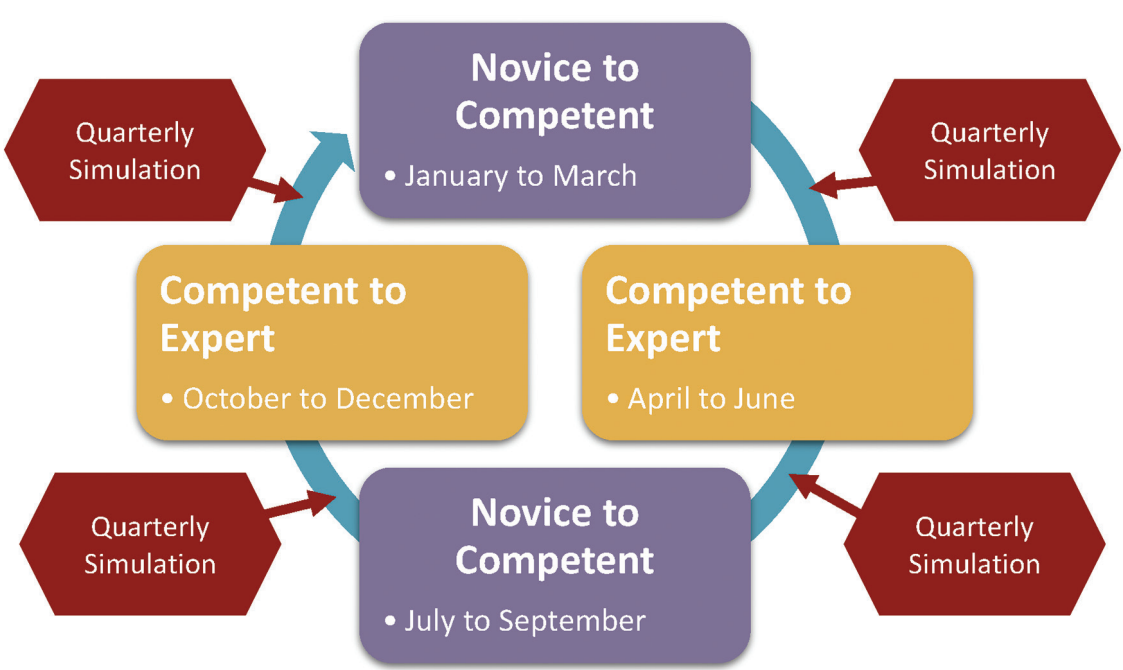 Novice to
Competent
• January to March
Quarterly
Simulation
Quarterly
Simulation
Competent to
Expert
• October to December
Competent to
Expert
• April to June
Quarterly
Simulation
Novice to
Competent
• July to September
Quarterly
Simulation